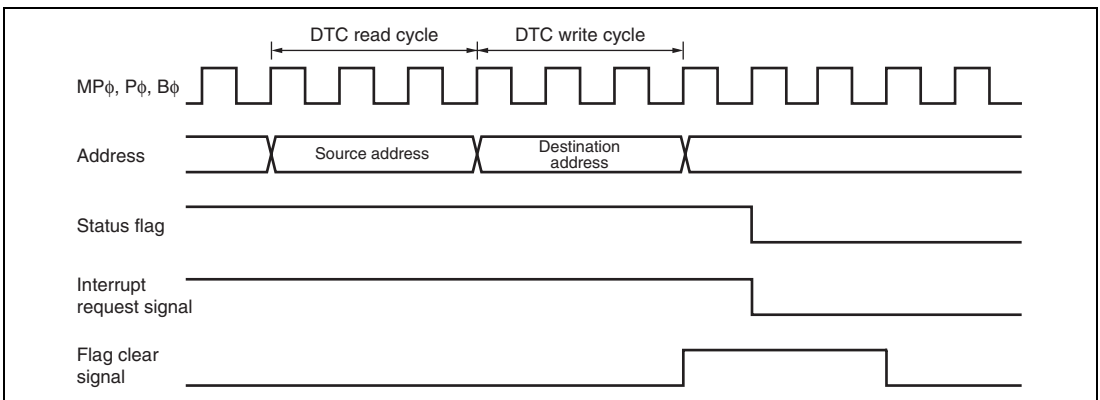 DTC read cycle DTC write cycle
MPϕ, Pϕ, Bϕ
Address
Source address
Destination
address
Status flag
Interrupt
request signal
Flag clear
signal